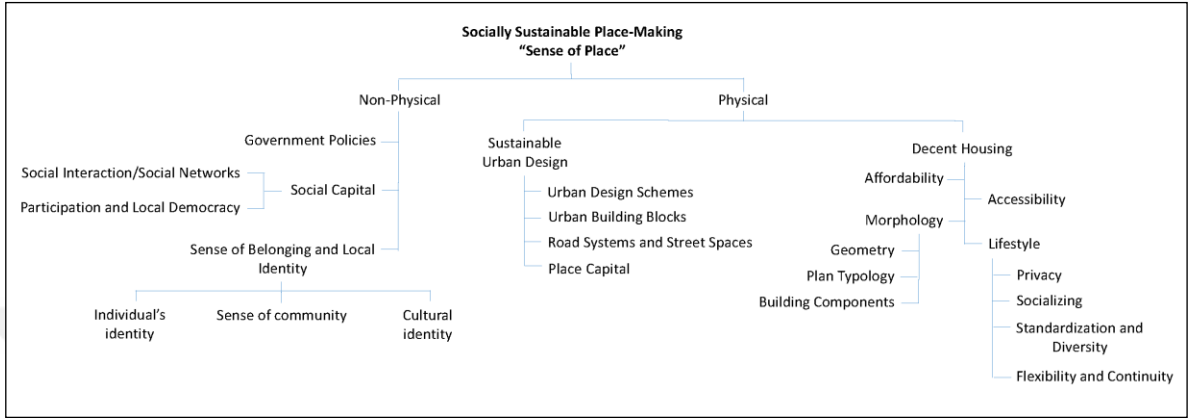 Socially Sustainable Place-Making
“Sense of Place”
Non-Physical
Physical
Government Policies
Social Interaction/Social Networks
Social Capital
Participation and Local Democracy
Sense of Belonging and Local
Identity
Individual’s
identity
Sense of community
Cultural
identity
Sustainable
Urban Design
Urban Design Schemes
Urban Building Blocks
Road Systems and Street Spaces
Place Capital
Decent Housing
Affordability
Accessibility
Morphology
Geometry
Plan Typology
Building Components
Lifestyle
Privacy
Socializing
Standardization and
Diversity
Flexibility and Continuity